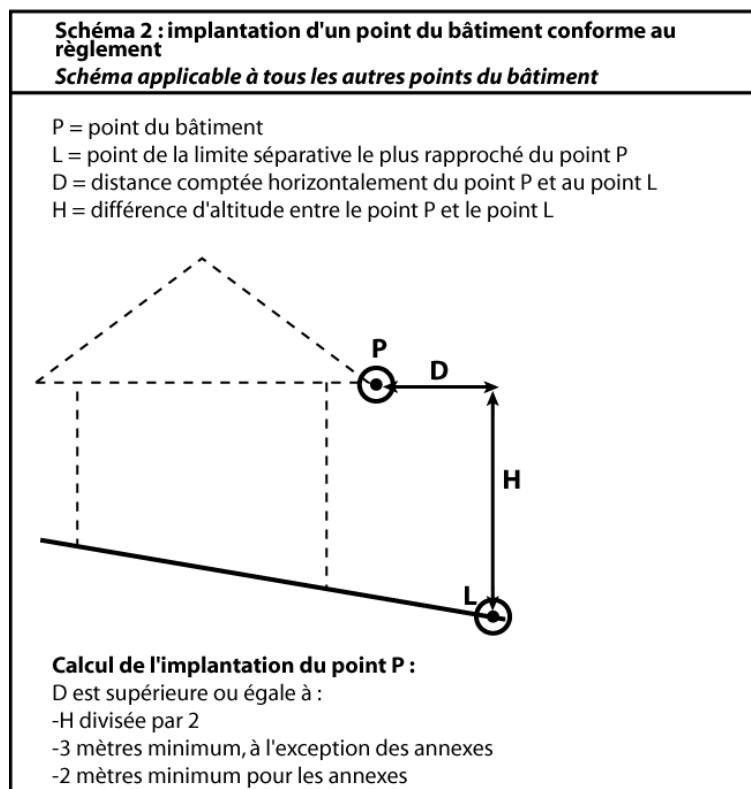 Schéma 2 : implantation d'un point du bâtiment conforme au
règlement
Schéma applicable à tous les autres points du bâtiment
P = point du bâtiment
L = point de la limite séparative le plus rapproché du point P
D = distance comptée horizontalement du point P et au point L
H = différence d'altitude entre le point P et le point L
P
D
H
L
Calcul de l'implantation du point P :
D est supérieure ou égale à :
-H divisée par 2
-3 mètres minimum, à l'exception des annexes
-2 mètres minimum pour les annexes